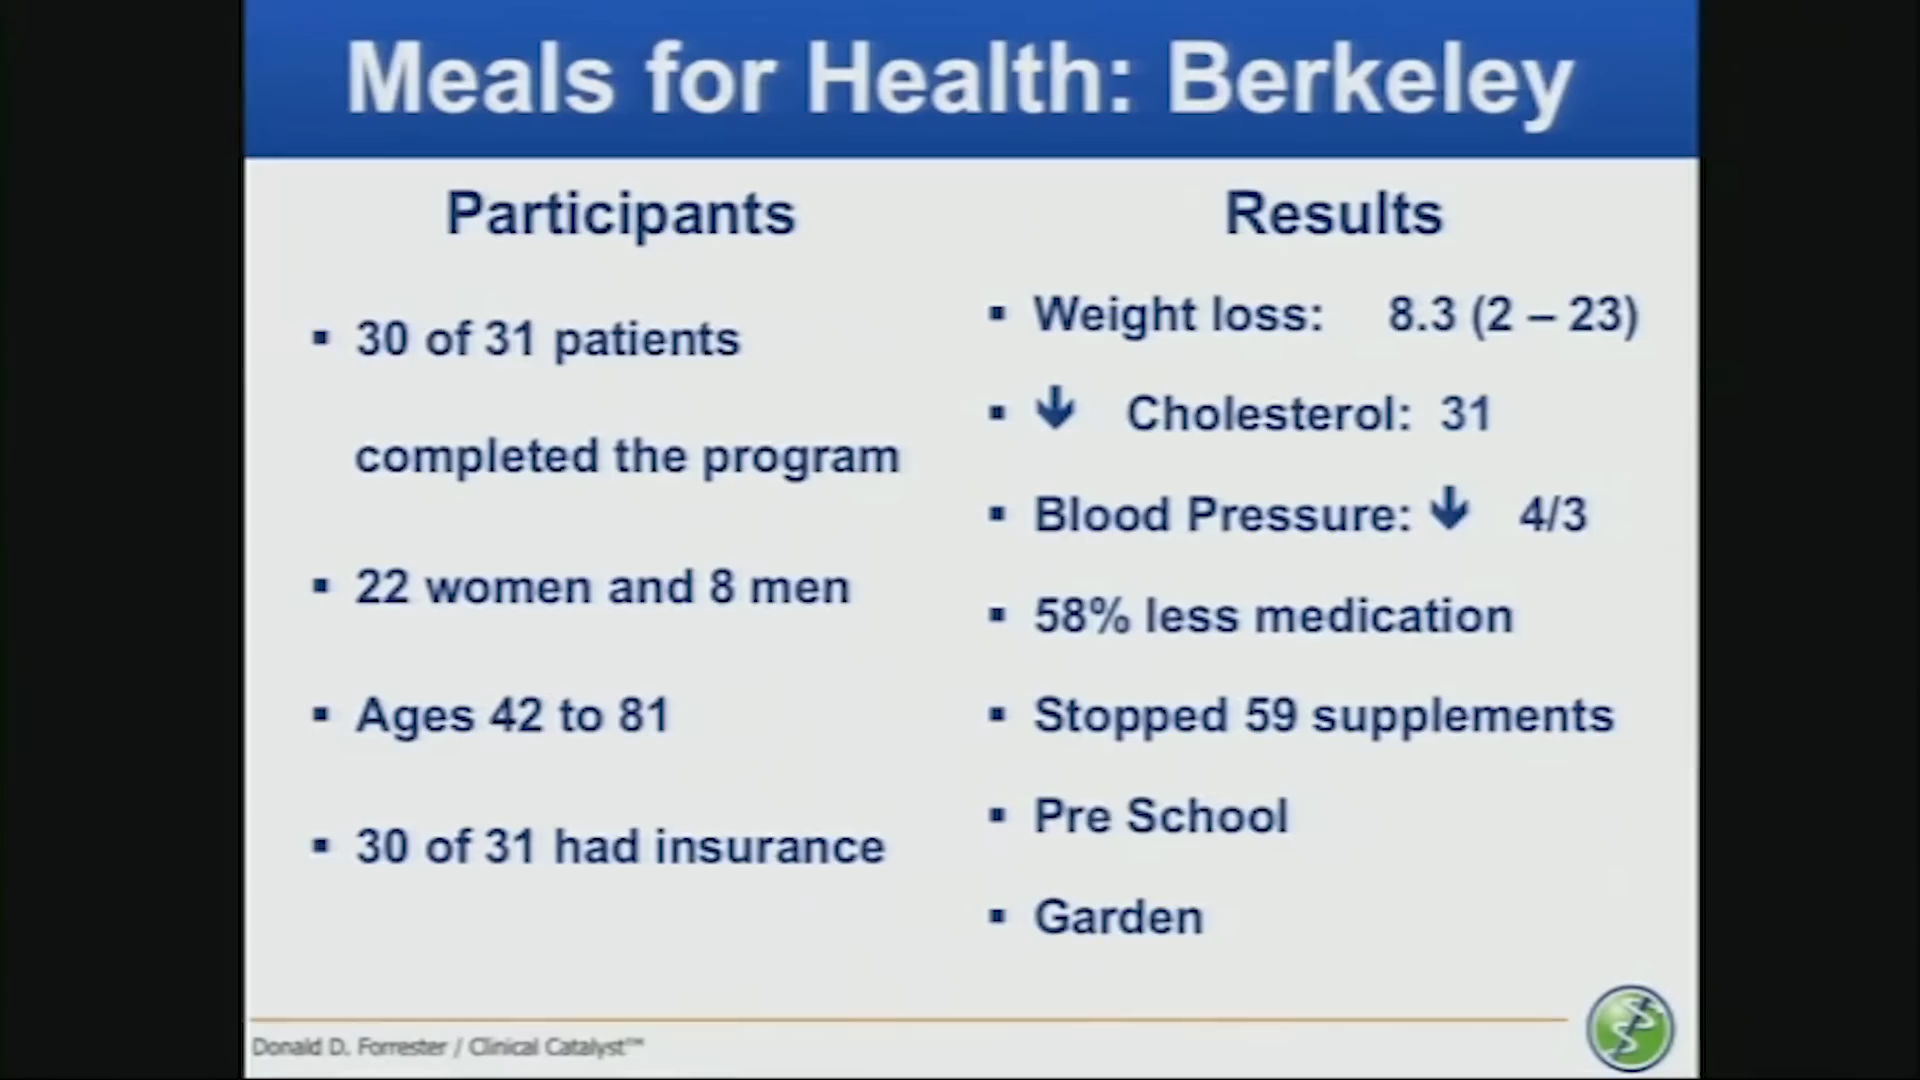 Meals for Health: Berkeley
Participants
▪ 30 of 31 patients
completed the program
▪ 22 women and 8 men
▪ Ages 42 to 81
▪ 30 of 31 had insurance
Results
▪ Weight loss: 8.3 (2 – 23)
▪ ↓ Cholesterol: 31
▪ Blood Pressure: ↓ 4/3
▪ 58% less medication
▪ Stopped 59 supplements
▪ Pre School
▪ Garden
Donald D. Forrester / Clinical Catalyst™